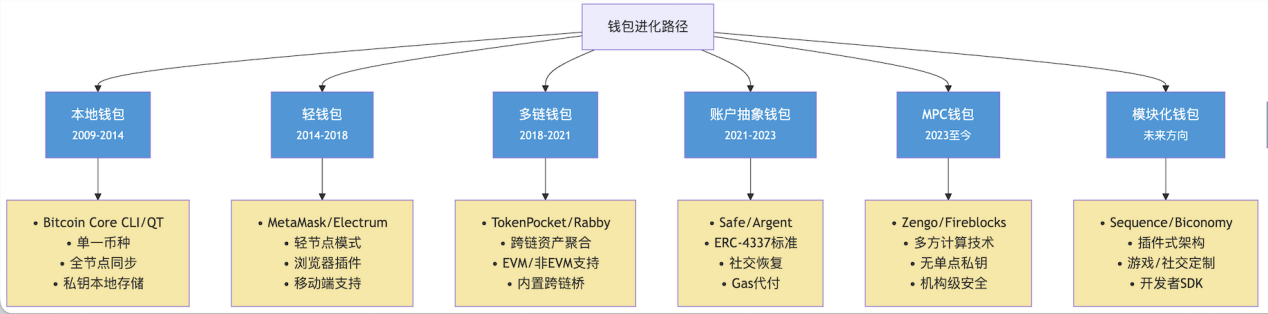 钱包进化路径
本地钱包
2009-2014
轻钱包
2014-2018
多链钱包
2018-2021
账户抽象钱包
2021-2023
MPC钱包
2023至今
模块化钱包
未来方向
• Bitcoin Core CLI/QT
• 单一币种
• 全节点同步
• 私钥本地存储
• MetaMask/Electrum
• 轻节点模式
• 浏览器插件
• 移动端支持
• TokenPocket/Rabby
• 跨链资产聚合
• EVM/非EVM支持
• 内置跨链桥
• Safe/Argent
• ERC-4337标准
• 社交恢复
• Gas代付
• Zengo/Fireblocks
• 多方计算技术
• 无单点私钥
• 机构级安全
• Sequence/Biconomy
• 插件式架构
• 游戏/社交定制
• 开发者SDK